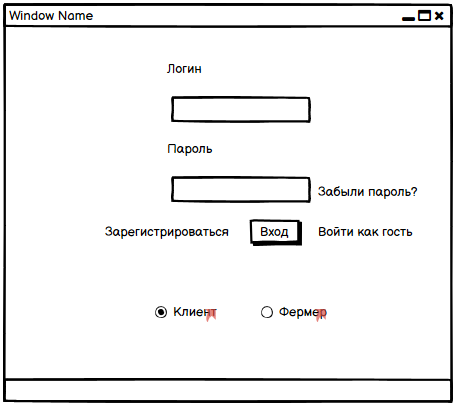 Window Name
Логин
Пароль
Забыли пароль?
Зарегистрироваться Вход Войти как гость
Клиент Фермер